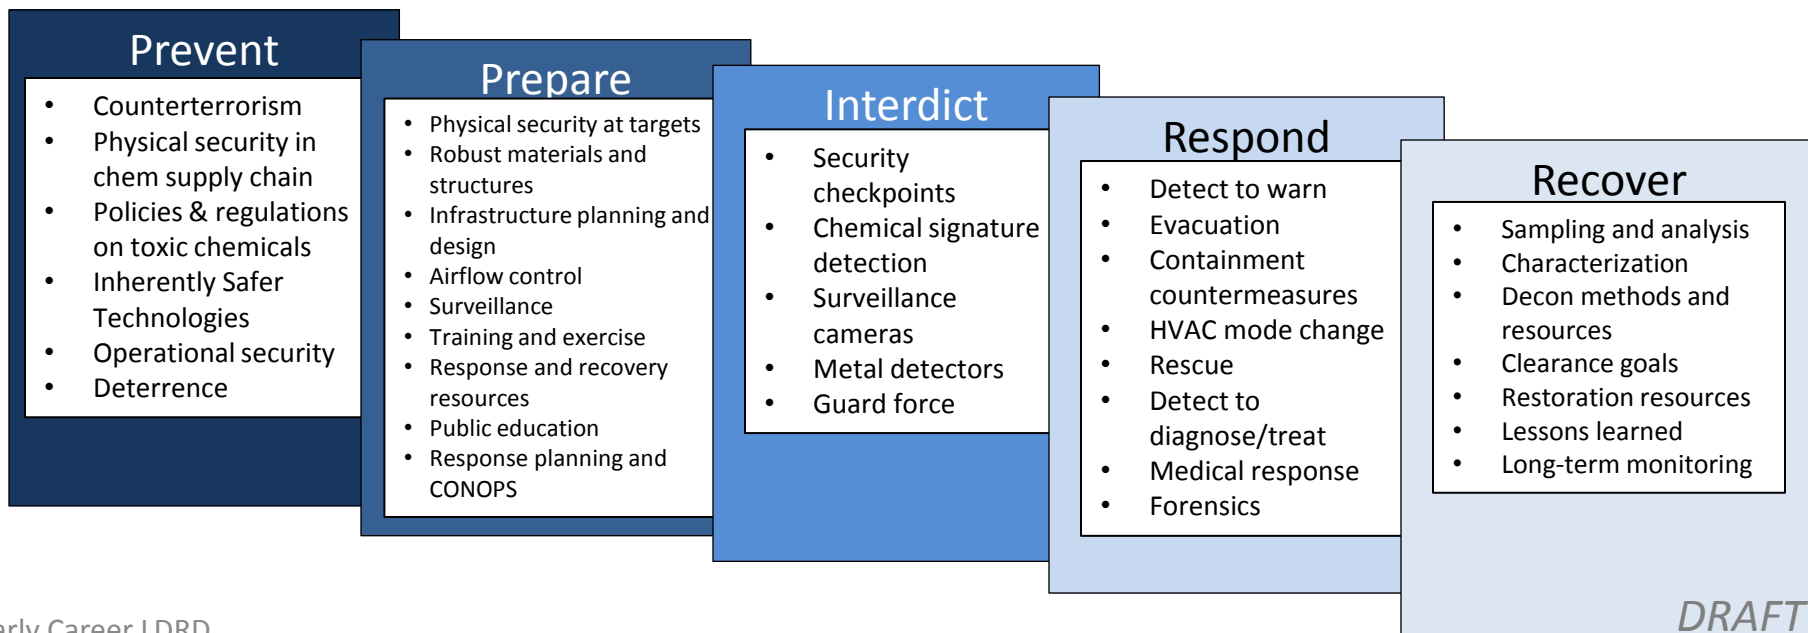 Prevent
• Counterterrorism
• Physical security in
chem supply chain
• Policies & regulations
on toxic chemicals
• Inherently Safer
Technologies
• Operational security
• Deterrence
Prepare
• Physical security at targets
• Robust materials and
structures
• Infrastructure planning and
design
• Airflow control
• Surveillance
• Training and exercise
• Response and recovery
resources
• Public education
• Response planning and
CONOPS
Interdict
• Security
checkpoints
• Chemical signature
detection
• Surveillance
cameras
• Metal detectors
• Guard force
Respond
• Detect to warn
• Evacuation
• Containment
countermeasures
• HVAC mode change
• Rescue
• Detect to
diagnose/treat
• Medical response
• Forensics
Recover
• Sampling and analysis
• Characterization
• Decon methods and
resources
• Clearance goals
• Restoration resources
• Lessons learned
• Long-term monitoring
arly Career LDRD
DRAFT